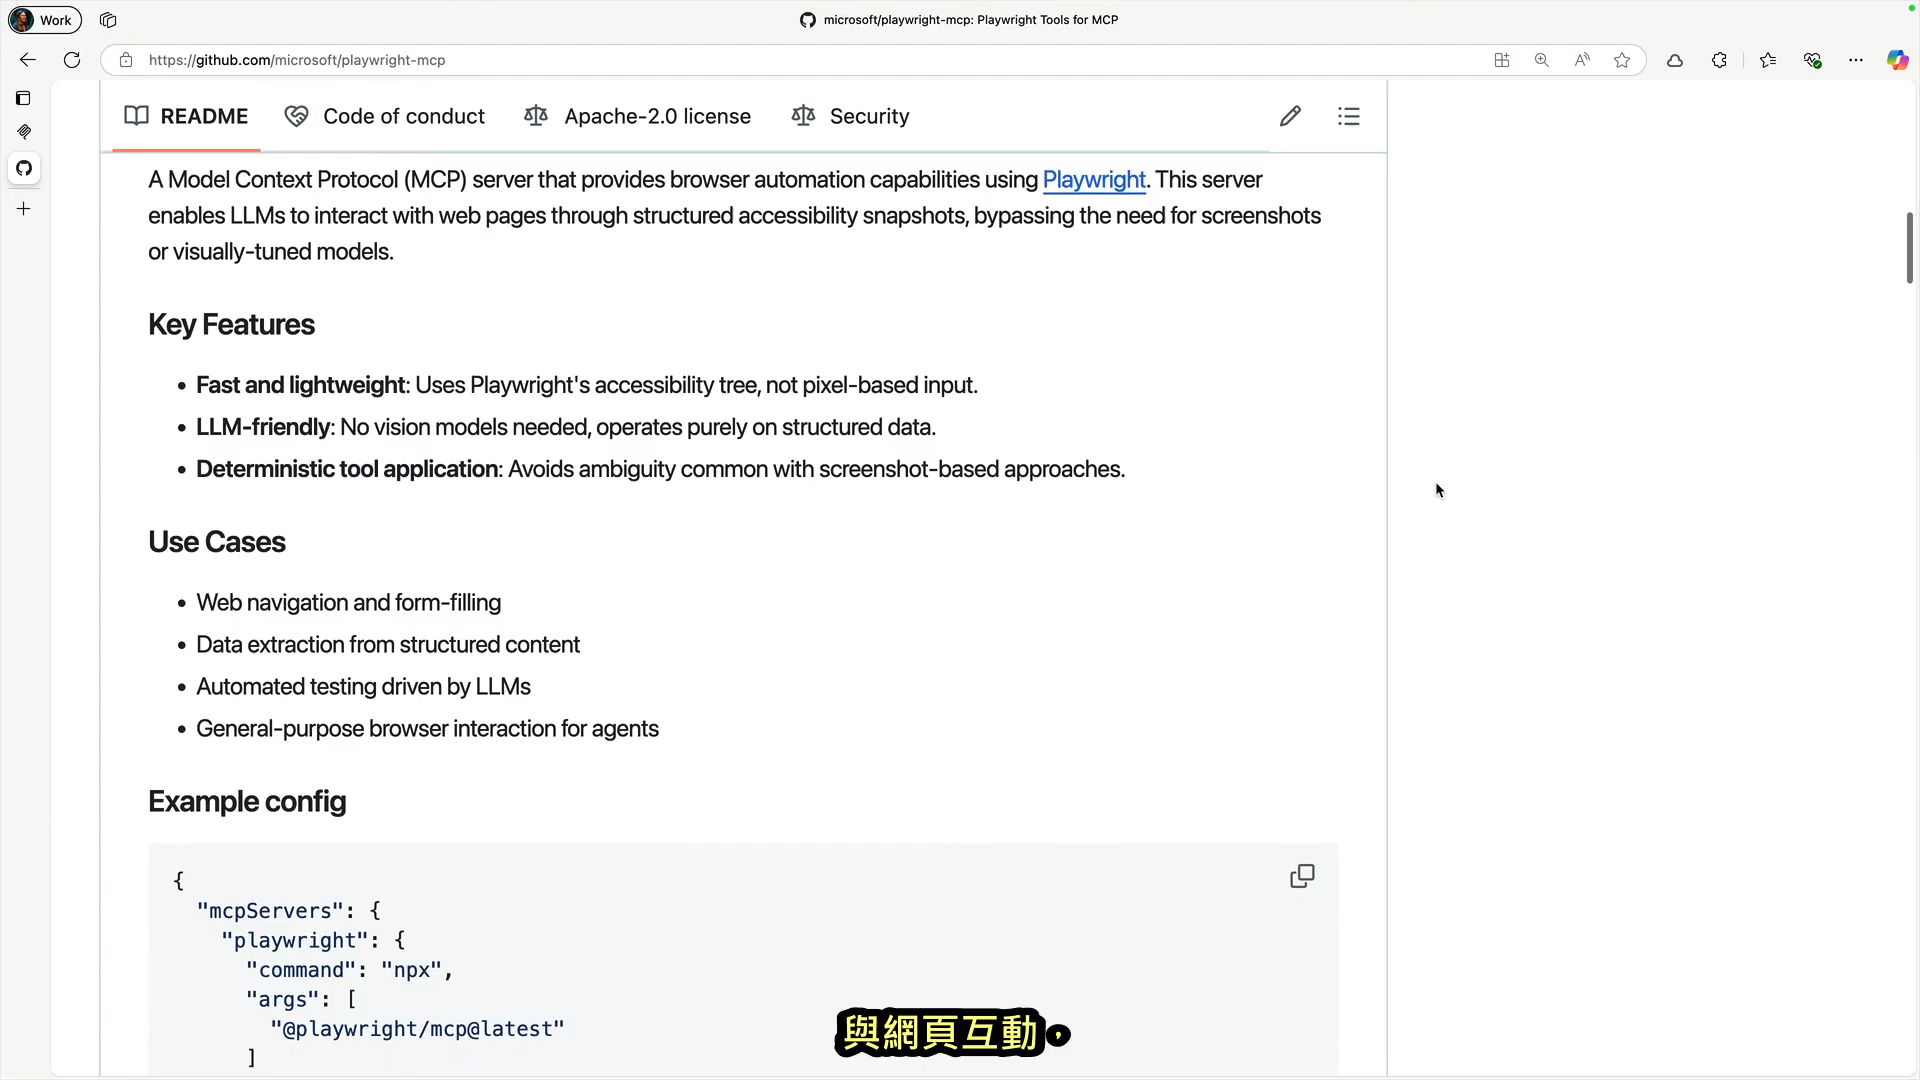 Work
microsoft/playwright-mcp: Playwright Tools for MCP
https://github.com/microsoft/playwright-mcp
README
Code of conduct
Apache-2.0 license
Security
A Model Context Protocol (MCP) server that provides browser automation capabilities using Playwright. This server
enables LLMs to interact with web pages through structured accessibility snapshots, bypassing the need for screenshots
or visually-tuned models.
Key Features
• Fast and lightweight: Uses Playwright's accessibility tree, not pixel-based input.
• LLM-friendly: No vision models needed, operates purely on structured data.
• Deterministic tool application: Avoids ambiguity common with screenshot-based approaches.
Use Cases
• Web navigation and form-filling
• Data extraction from structured content
• Automated testing driven by LLMs
• General-purpose browser interaction for agents
Example config
{
"mcpServers": {
"playwright": {
"command": "npx",
"args": [
"@playwright/mcp@latest"
]
與網頁互動，